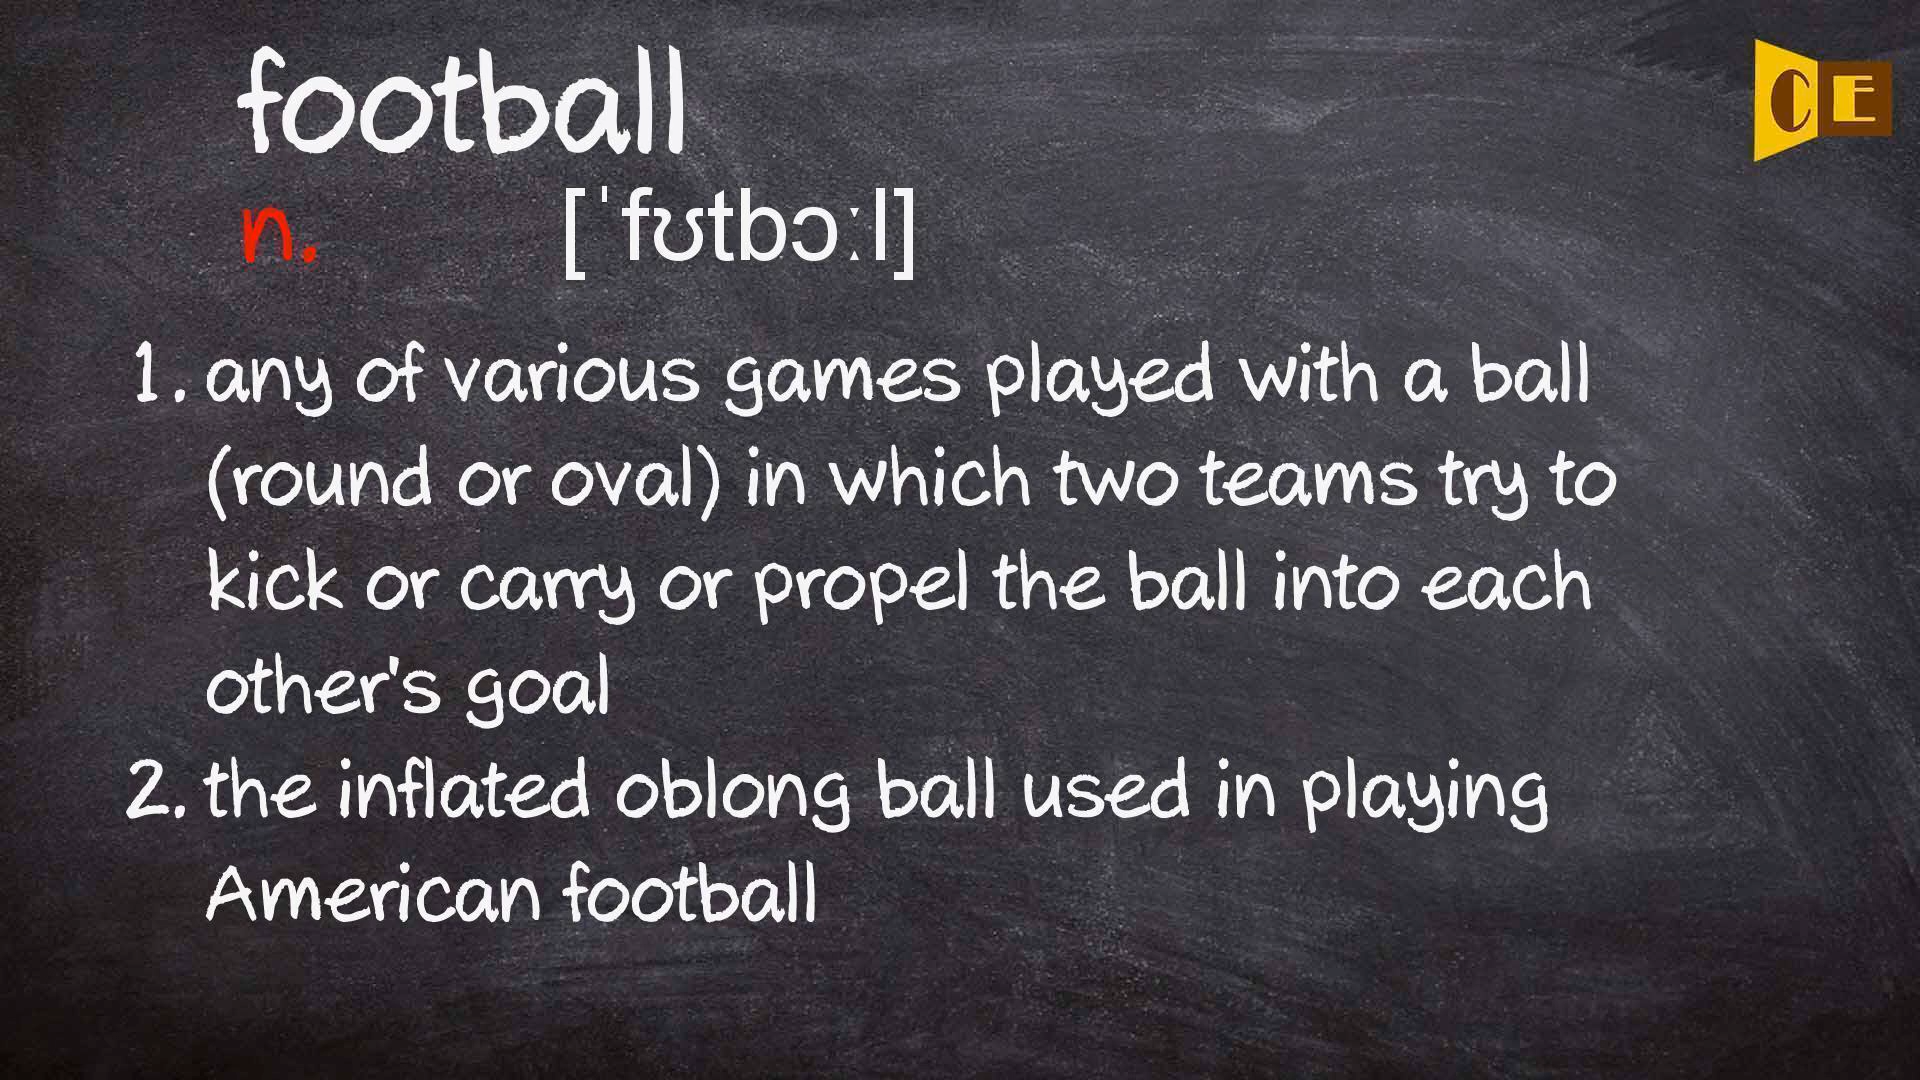 football
n. [ˈfʊtbɔːl]
1. any of various games played with a ball
(round or oval) in which two teams try to
kick or carry or propel the ball into each
other's goal
2. the inflated oblong ball used in playing
American football
CE